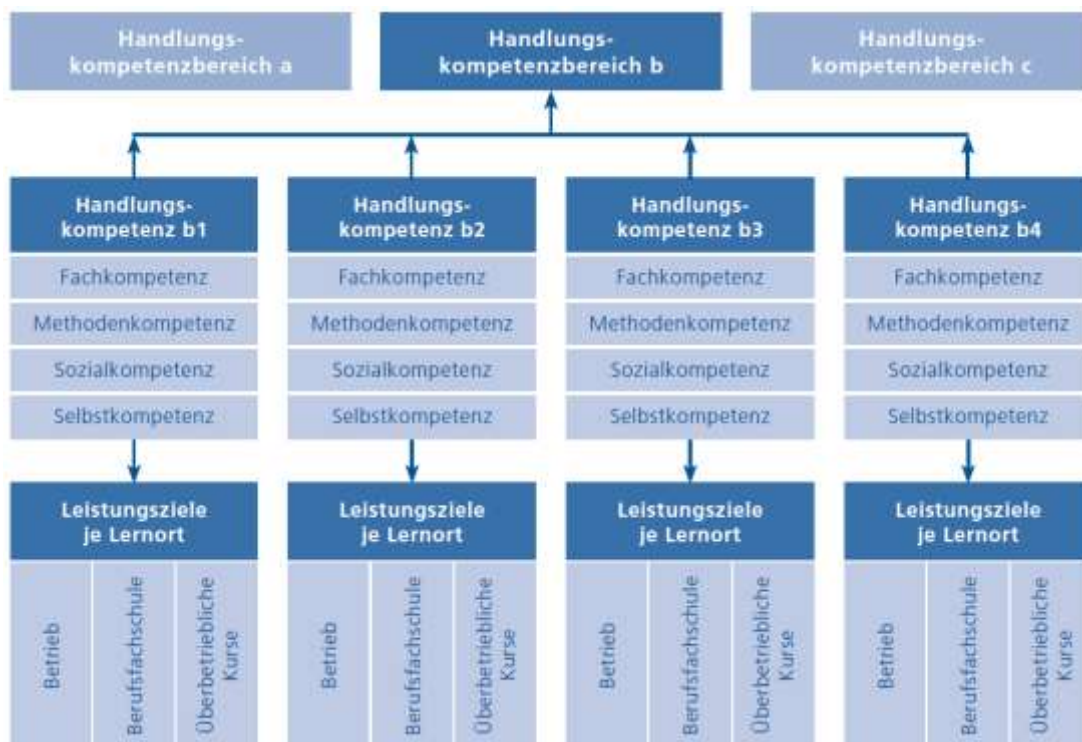 Handlungs-
kompetenzbereich a
Handlungs-
kompetenzbereich b
Handlungs-
kompetenzbereich c
Handlungs-
kompetenz b1
Fachkompetenz
Methodenkompetenz
Sozialkompetenz
Selbstkompetenz
Leistungsziele
je Lernort
Betrieb
Berufsfachschule
Überbetriebliche
Kurse
Handlungs-
kompetenz b2
Fachkompetenz
Methodenkompetenz
Sozialkompetenz
Selbstkompetenz
Leistungsziele
je Lernort
Betrieb
Berufsfachschule
Überbetriebliche
Kurse
Handlungs-
kompetenz b3
Fachkompetenz
Methodenkompetenz
Sozialkompetenz
Selbstkompetenz
Leistungsziele
je Lernort
Betrieb
Berufsfachschule
Überbetriebliche
Kurse
Handlungs-
kompetenz b4
Fachkompetenz
Methodenkompetenz
Sozialkompetenz
Selbstkompetenz
Leistungsziele
je Lernort
Betrieb
Berufsfachschule
Überbetriebliche
Kurse